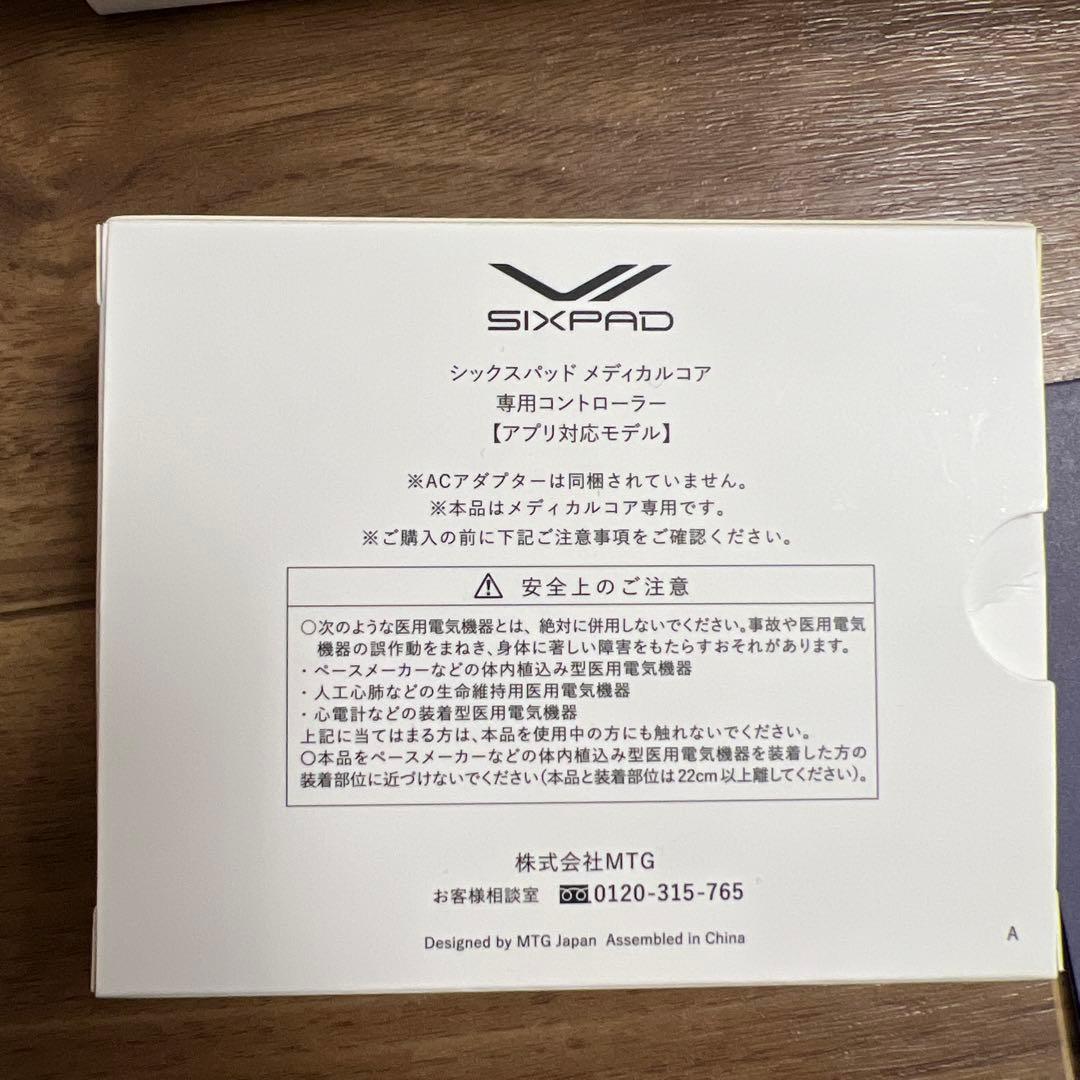 SIXPAD
シックスパッド メディカルコア
専用コントローラー
【アプリ対応モデル】
※ACアダプターは同梱されていません。
※本品はメディカルコア専用です。
※ご購入の前に下記ご注意事項をご確認ください。
安全上のご注意
○次のような医用電気機器とは、絶対に併用しないでください。事故や医用電気
機器の誤作動をまねき、身体に著しい障害をもたらすおそれがあります。
・ペースメーカーなどの体内植込み型医用電気機器
・人工心肺などの生命維持用医用電気機器
・心電計などの装着型医用電気機器
上記に当てはまる方は、本品を使用中の方にも触れないでください。
○本品をペースメーカーなどの体内植込み型医用電気機器を装着した方の
装着部位に近づけないでください（本品と装着部位は22cm以上離してください）。
株式会社MTG
お客様相談室 0120-315-765
Designed by MTG Japan Assembled in China
A